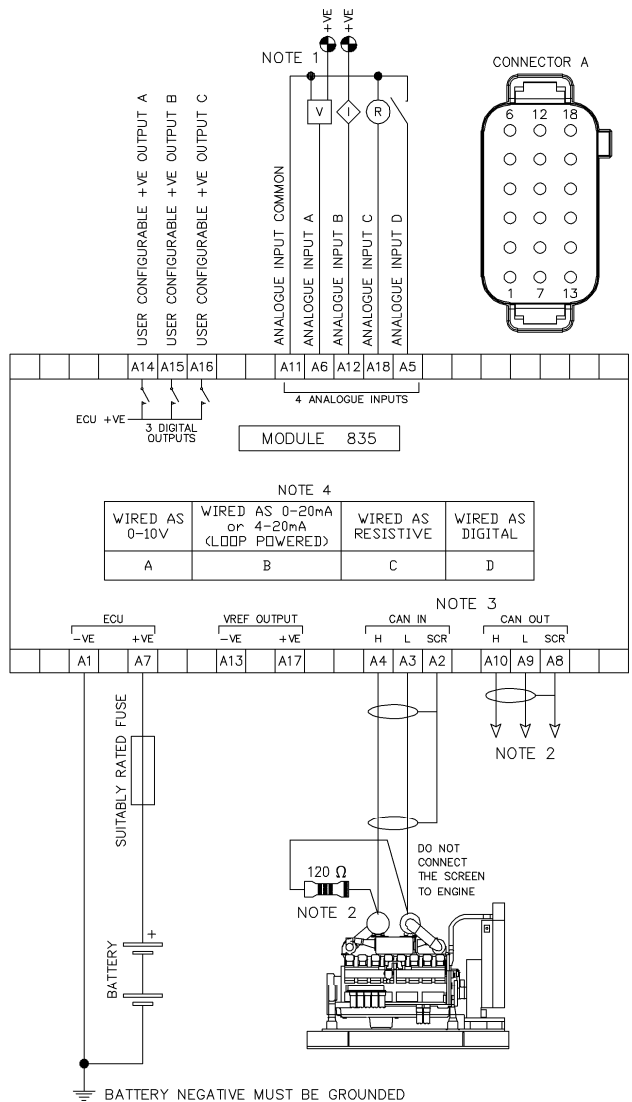 +VE
+VE
NOTE 1
CONNECTOR A
6 12 18
1 7 13
USER CONFIGURABLE +VE OUTPUT A
USER CONFIGURABLE +VE OUTPUT B
USER CONFIGURABLE +VE OUTPUT C
ANALOGUE INPUT COMMON
ANALOGUE INPUT A
ANALOGUE INPUT B
ANALOGUE INPUT C
ANALOGUE INPUT D
V
I
R
A14 A15 A16 A11 A6 A12 A18 A5
ECU +VE
3 DIGITAL
OUTPUTS
4 ANALOGUE INPUTS
MODULE 835
NOTE 4
WIRED AS
0-10V
WIRED AS 0-20mA
or 4-20mA
(LOOP POWERED)
WIRED AS
RESISTIVE
WIRED AS
DIGITAL
A B C D
NOTE 3
ECU VREF OUTPUT CAN IN CAN OUT
-VE +VE -VE +VE H L SCR H L SCR
A1 A7 A13 A17 A4 A3 A2 A10 A9 A8
NOTE 2
SUITABLY RATED FUSE
120 Ω
NOTE 2
DO NOT
CONNECT
THE SCREEN
TO ENGINE
BATTERY
+
BATTERY NEGATIVE MUST BE GROUNDED